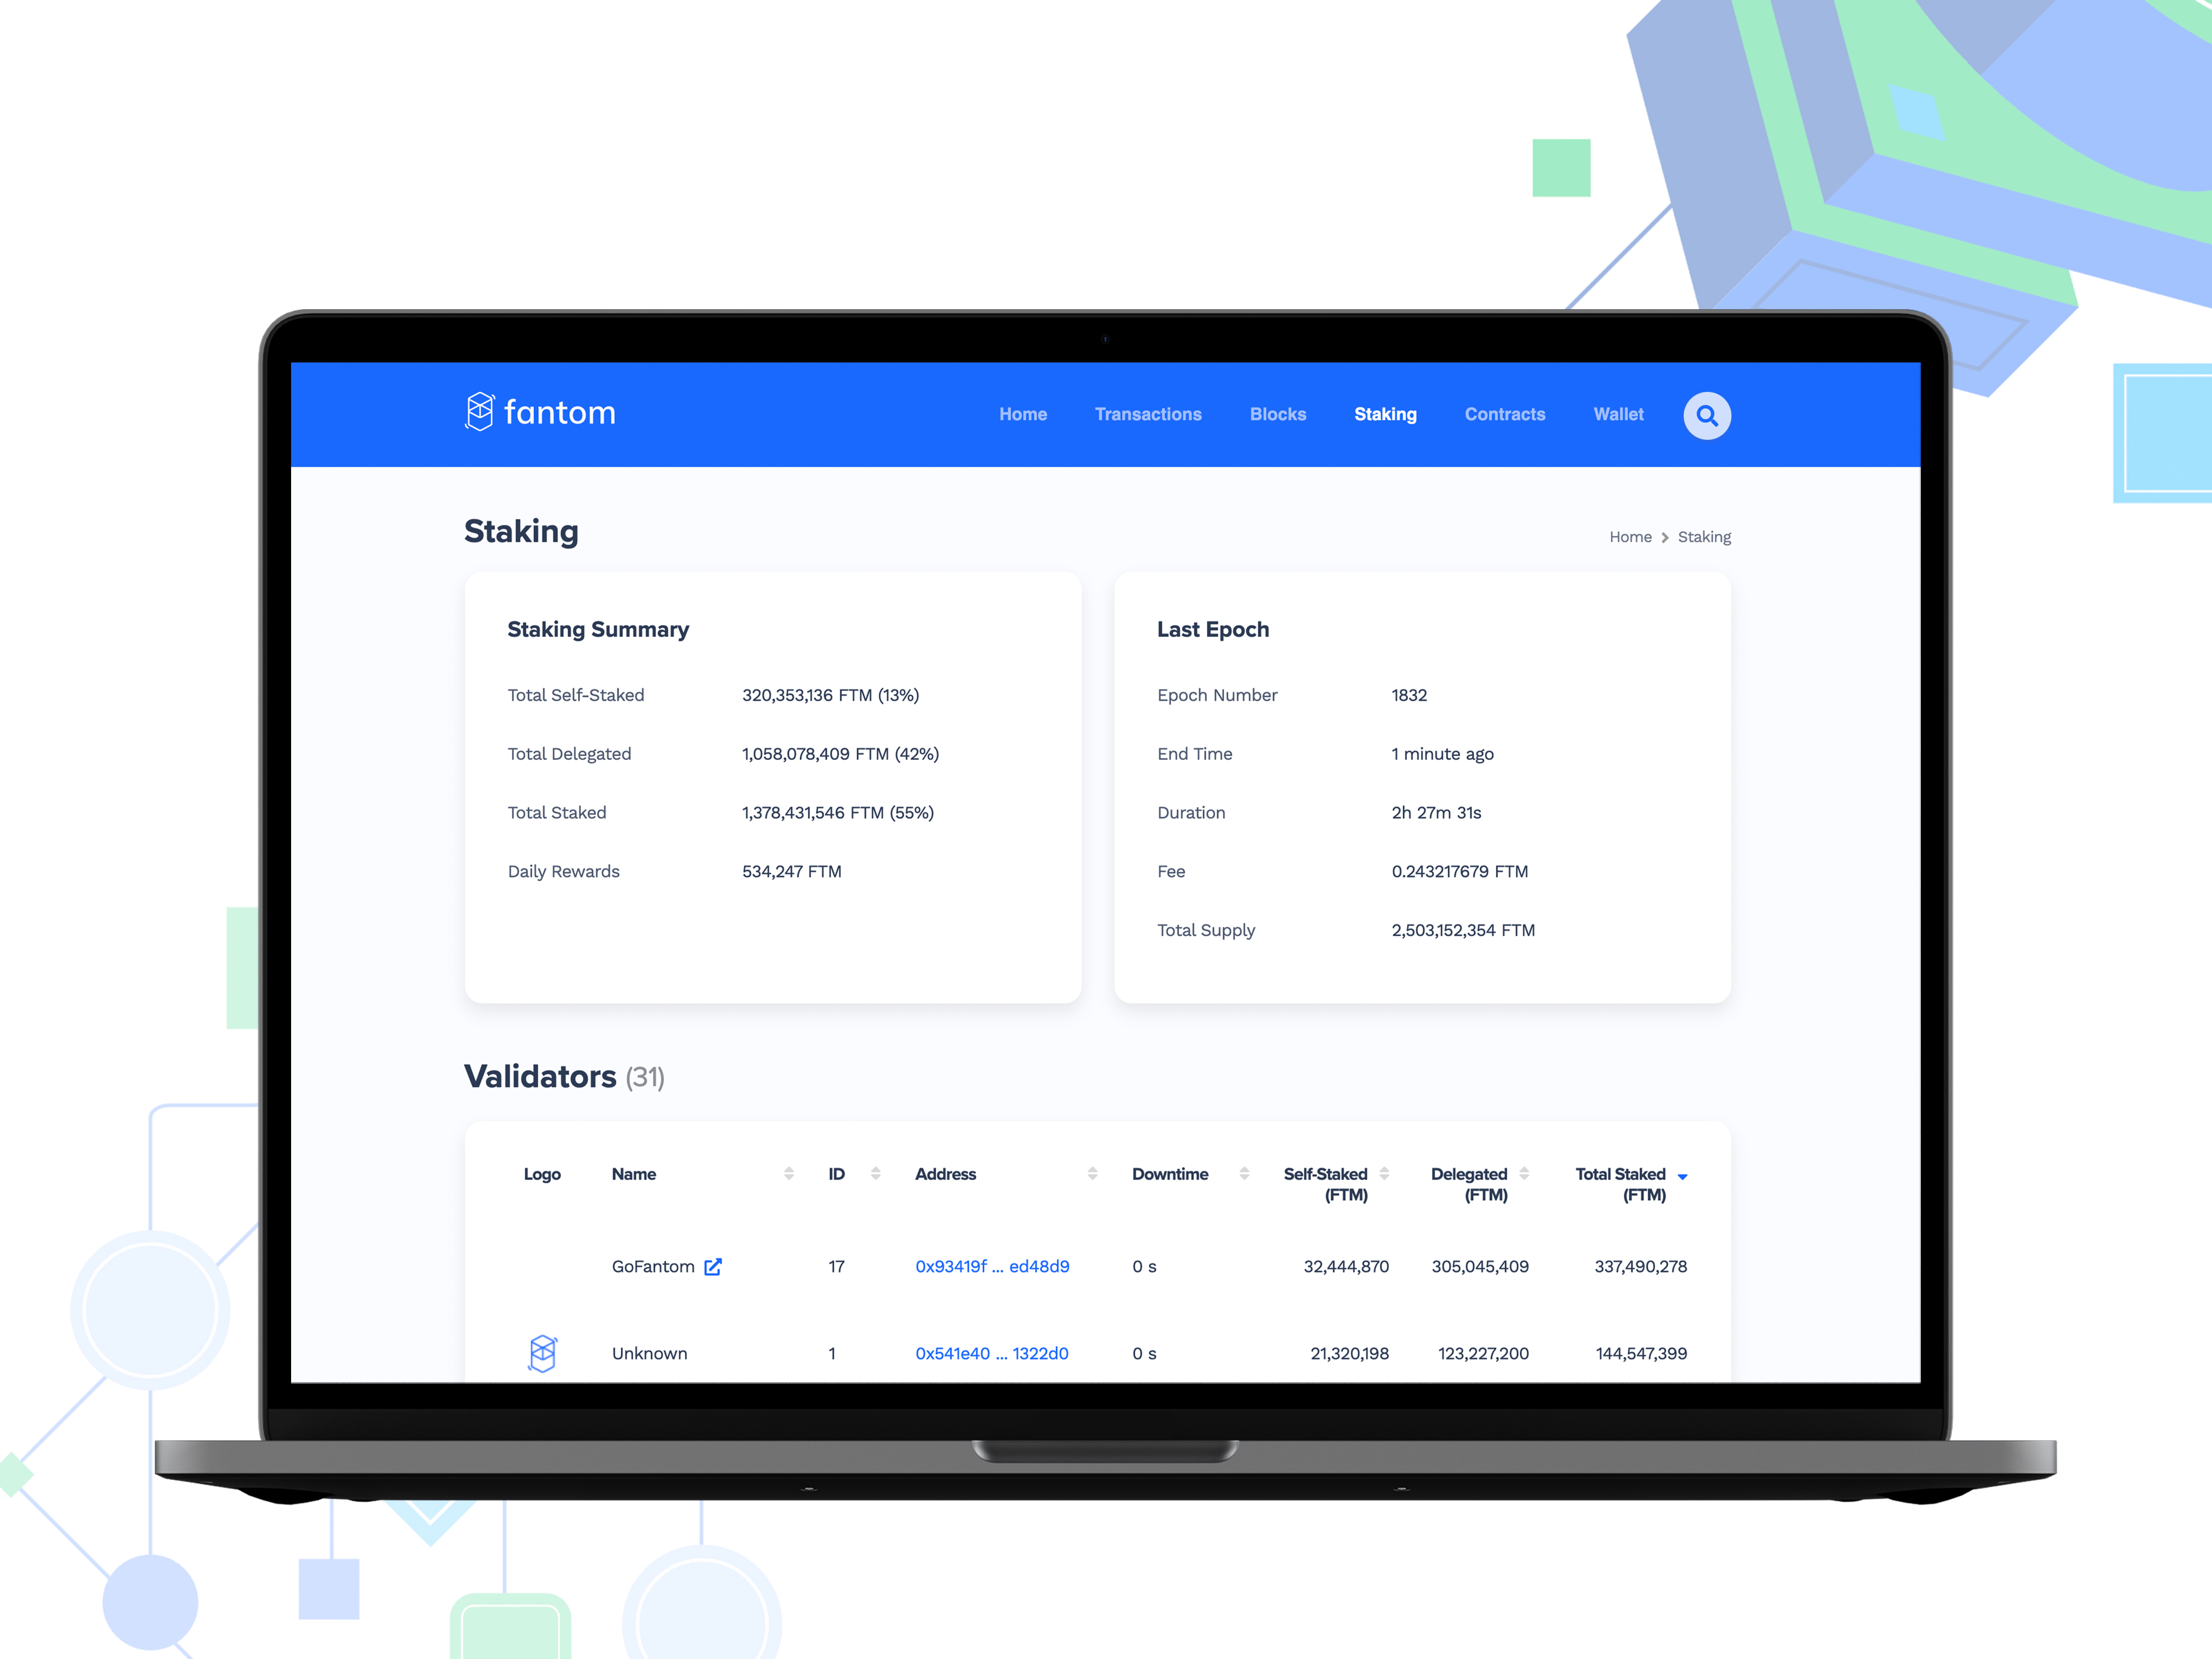 fantom
Home Transactions Blocks Staking Contracts Wallet
Staking
Home Staking
Staking Summary
Total Self-Staked 320,353,136 FTM (13%)
Total Delegated 1,058,078,409 FTM (42%)
Total Staked 1,378,431,546 FTM (55%)
Daily Rewards 534,247 FTM
Last Epoch
Epoch Number 1832
End Time 1 minute ago
Duration 2h 27m 31s
Fee 0.243217679 FTM
Total Supply 2,503,152,354 FTM
Validators (31)
Logo Name ID Address Downtime Self-Staked Delegated Total Staked
(FTM) (FTM) (FTM)
GoFantom 17 0x93419f ... ed48d9 0 s 32,444,870 305,045,409 337,490,278
Unknown 1 0x541e40 ... 1322d0 0 s 21,320,198 123,227,200 144,547,399